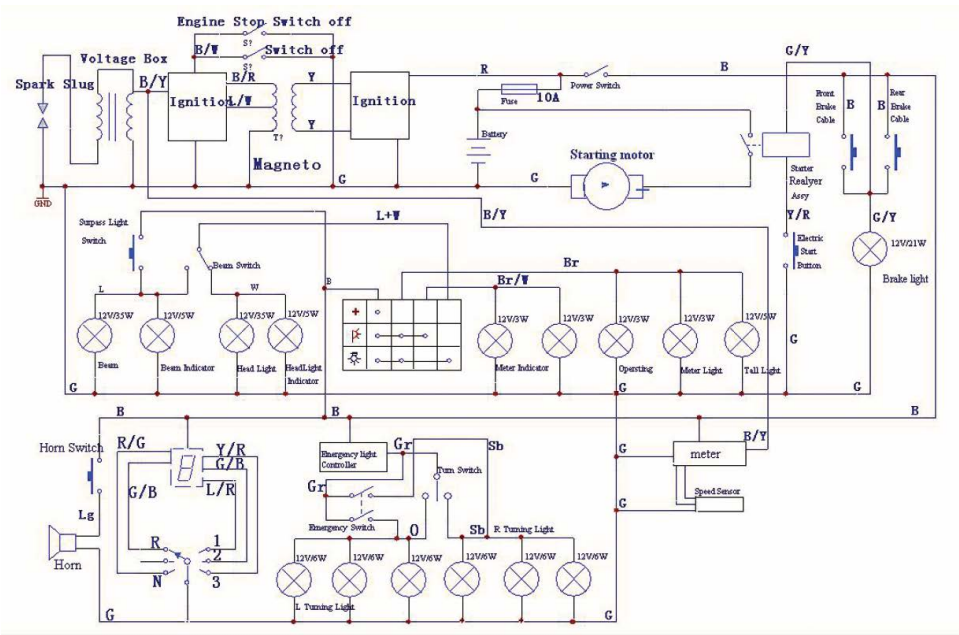 Engine Stop Switch off
S?
B/W
Switch off
S?
Voltage Box
Spark Slug
B/Y
Ignition
B/R
L/W
T?
Magneto
Y
Y
Ignition
R
Fuse
10A
Power Switch
B
G/Y
Front
Brake
Cable
B
B
Rear
Brake
Cable
Battery
Starting motor
G
G
GND
Starter
Realyer
Assy
Y/R
Electric
Start
Button
G/Y
12V/21W
Brake light
Surpass Light
Switch
L+W
B/Y
Beam Switch
Br
Br/W
B
L
W
12V/35W
12V/5W
12V/35W
12V/5W
12V/3W
12V/3W
12V/3W
12V/3W
12V/5W
G
Beam
Beam Indicator
Head Light
HeadLight
Indicator
Meter Indicator
Opersting
Meter Light
Tall Light
G
G
G
B
B
B
Horn Switch
R/G
Y/R
G/B
L/R
G/B
Emergency light
Controller
Gr
Sb
Turn Switch
Gr
Emergency Switch
B/Y
meter
G
Speed Sensor
G
Lg
Horn
R
N
1
2
3
O
Sb
R Turning Light
12V/6W
12V/6W
12V/6W
12V/6W
12V/6W
12V/6W
L Turning Light
G
G